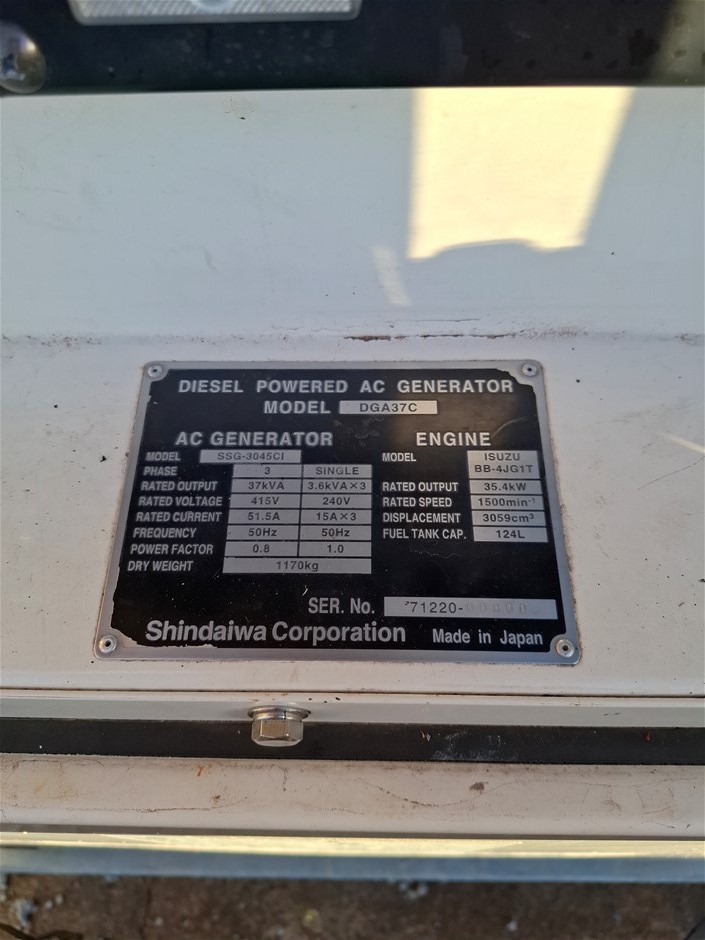 DIESEL POWERED AC GENERATOR
MODEL DGA37C
AC GENERATOR
MODEL SSG-3045CI
PHASE 3 SINGLE
RATED OUTPUT 37kVA 3.6kVA×3
RATED VOLTAGE 415V 240V
RATED CURRENT 51.5A 15A×3
FREQUENCY 50Hz 50Hz
POWER FACTOR 0.8 1.0
DRY WEIGHT 1170kg
ENGINE
MODEL ISUZU
BB-4JG1T
RATED OUTPUT 35.4kW
RATED SPEED 1500min⁻¹
DISPLACEMENT 3059cm³
FUEL TANK CAP. 124L
SER. No. 71220-
Shindaiwa Corporation Made in Japan